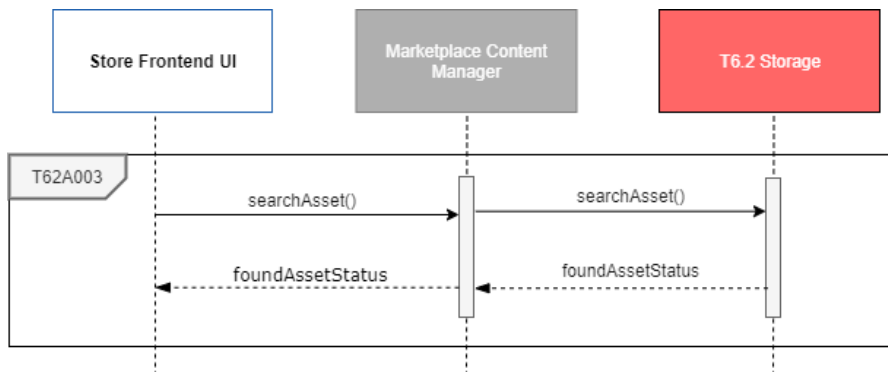 Store Frontend UI
Marketplace Content
Manager
T6.2 Storage
T62A003
searchAsset()
searchAsset()
foundAssetStatus
foundAssetStatus